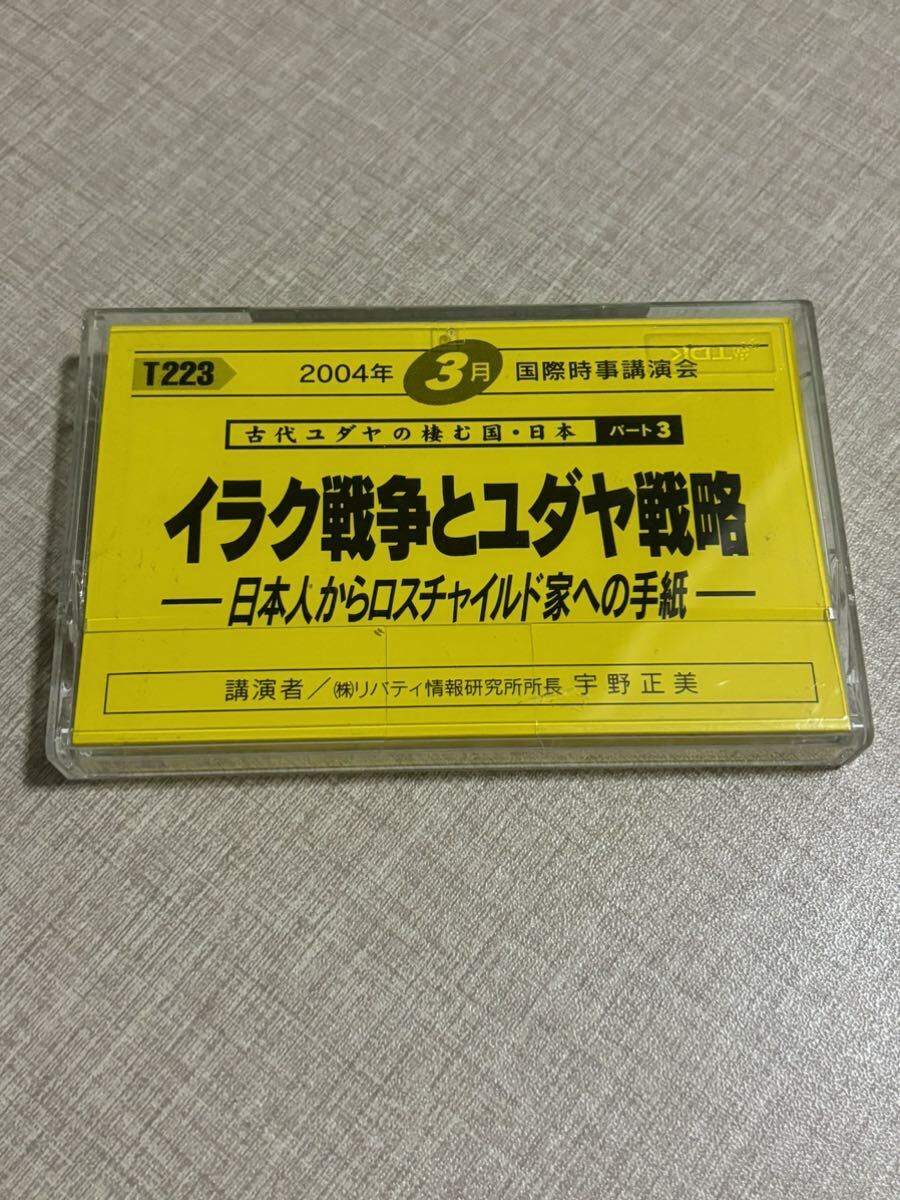 T223 2004年 3月 国際時事講演会
TDK
古代ユダヤの棲む国・日本 パート3
イラク戦争とユダヤ戦略
―日本人からロスチャイルド家への手紙―
講演者／㈱リバティ情報研究所所長 宇野正美